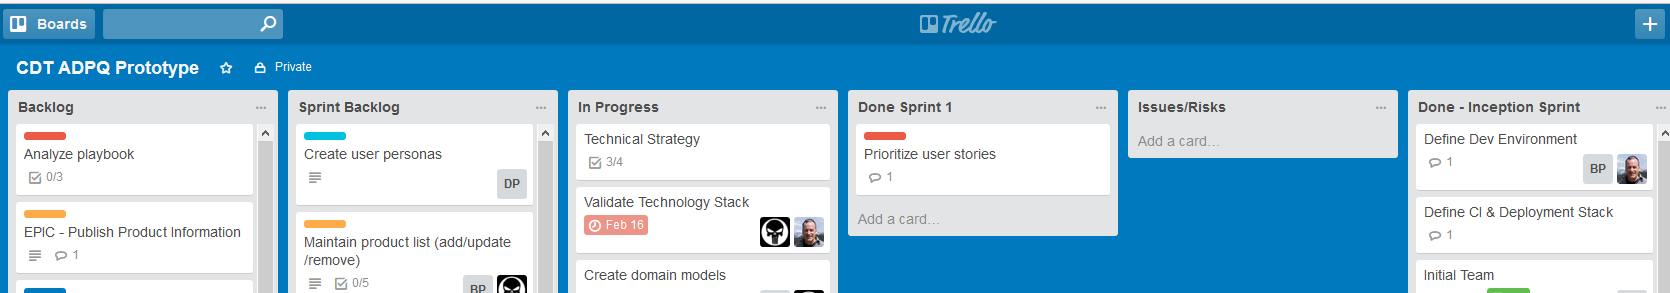 Boards
Trello
CDT ADPQ Prototype
Private
Backlog
Analyze playbook
0/3
EPIC - Publish Product Information
1
Sprint Backlog
Create user personas
DP
Maintain product list (add/update
/remove)
0/5
BP
In Progress
Technical Strategy
3/4
Validate Technology Stack
Feb 16
Create domain models
Done Sprint 1
Prioritize user stories
1
Add a card…
Issues/Risks
Add a card…
Done - Inception Sprint
Define Dev Environment
1
BP
Define CI & Deployment Stack
1
Initial Team